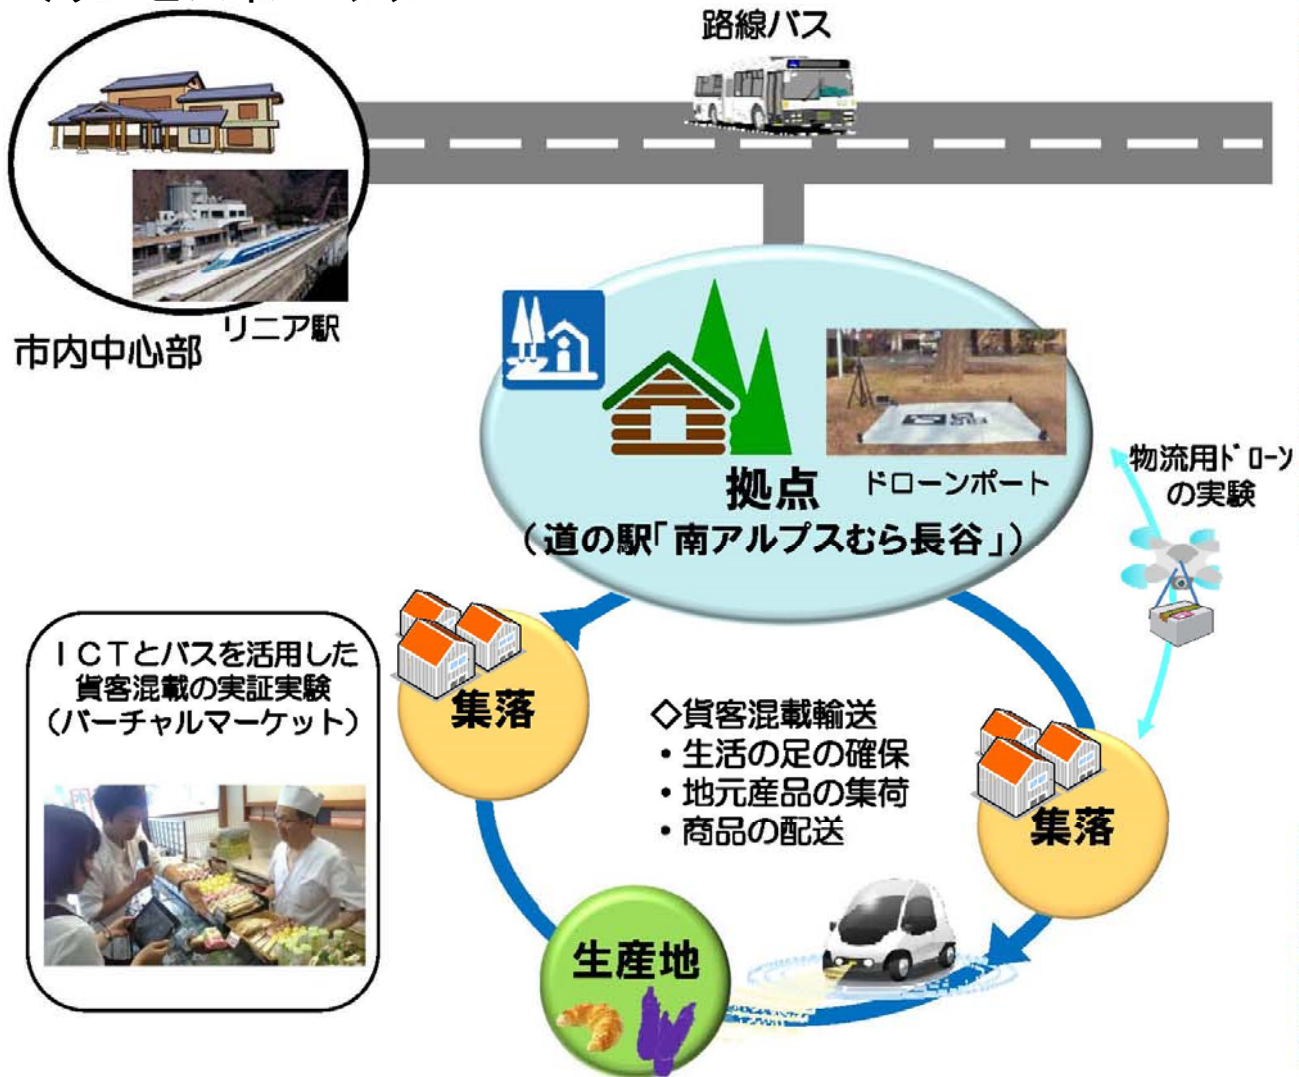 路線バス
リニア駅
市内中心部
拠点
ドローンポート
（道の駅「南アルプスむら長谷」）
物流用ドローン
の実験
ＩＣＴとバスを活用した
貨客混載の実証実験
（バーチャルマーケット）
集落
◇貨客混載輸送
・生活の足の確保
・地元産品の集荷
・商品の配送
集落
生産地